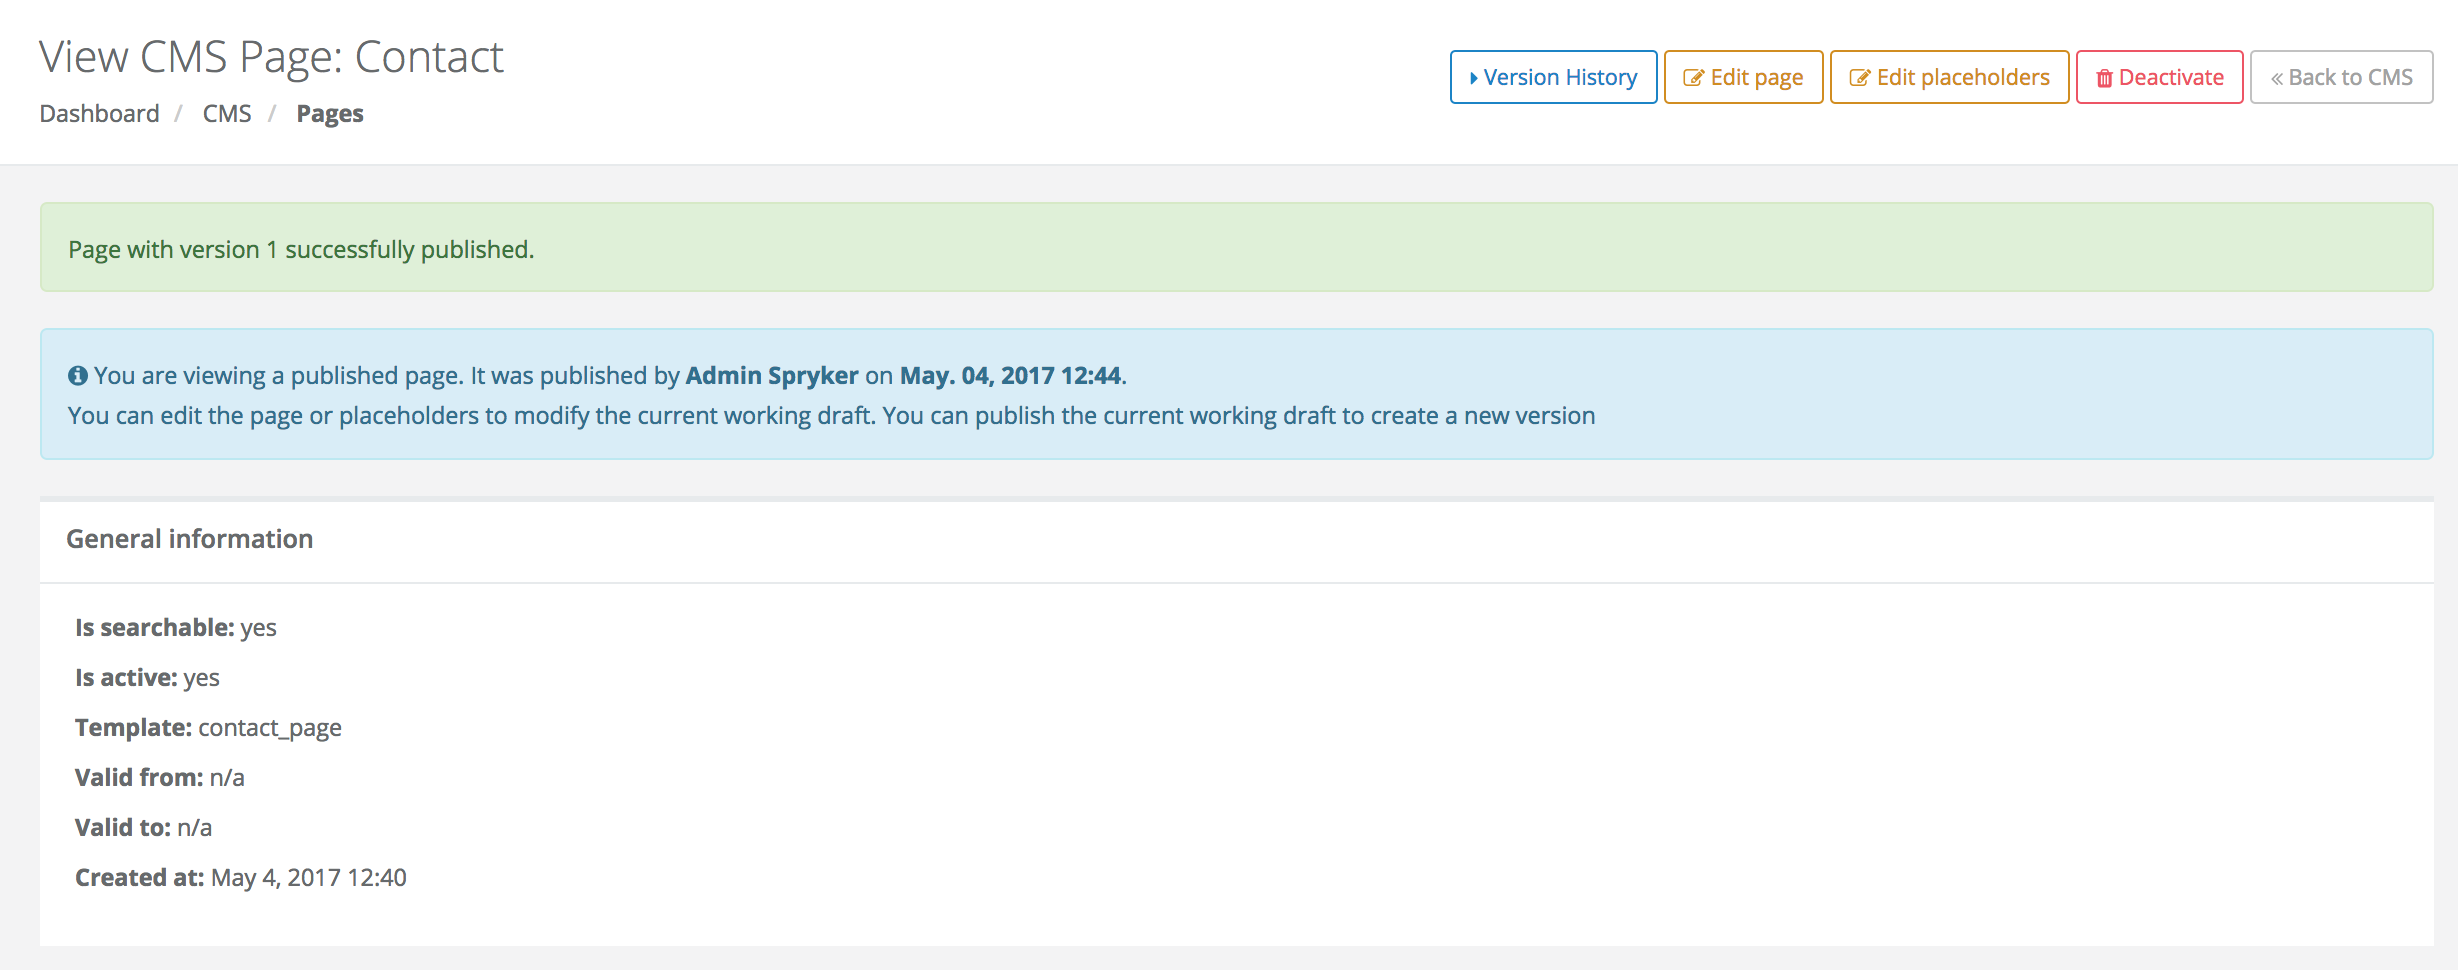 View CMS Page: Contact
Dashboard / CMS / Pages
Version History
Edit page
Edit placeholders
Deactivate
« Back to CMS
Page with version 1 successfully published.
You are viewing a published page. It was published by Admin Spryker on May. 04, 2017 12:44.
You can edit the page or placeholders to modify the current working draft. You can publish the current working draft to create a new version
General information
Is searchable: yes
Is active: yes
Template: contact_page
Valid from: n/a
Valid to: n/a
Created at: May 4, 2017 12:40